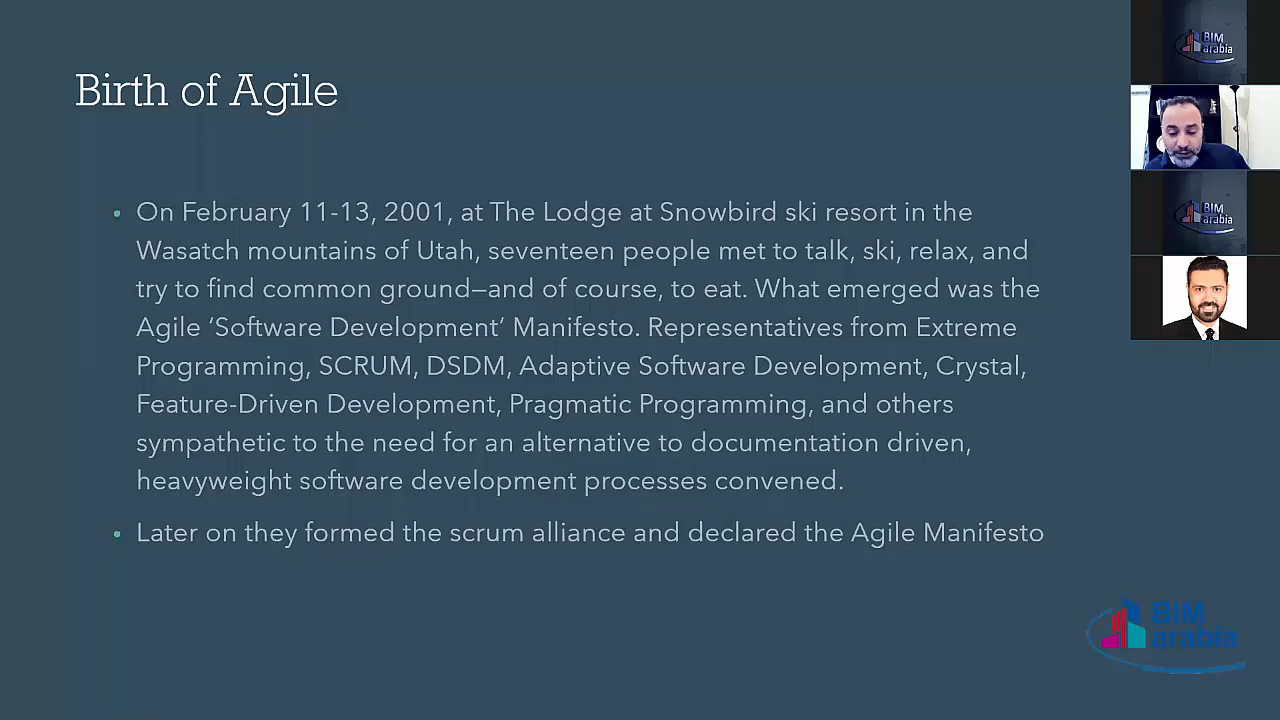 Birth of Agile
• On February 11-13, 2001, at The Lodge at Snowbird ski resort in the
Wasatch mountains of Utah, seventeen people met to talk, ski, relax, and
try to find common ground—and of course, to eat. What emerged was the
Agile ‘Software Development’ Manifesto. Representatives from Extreme
Programming, SCRUM, DSDM, Adaptive Software Development, Crystal,
Feature-Driven Development, Pragmatic Programming, and others
sympathetic to the need for an alternative to documentation driven,
heavyweight software development processes convened.
• Later on they formed the scrum alliance and declared the Agile Manifesto
BIM
arabia
BIM
arabia
BIM
arabia